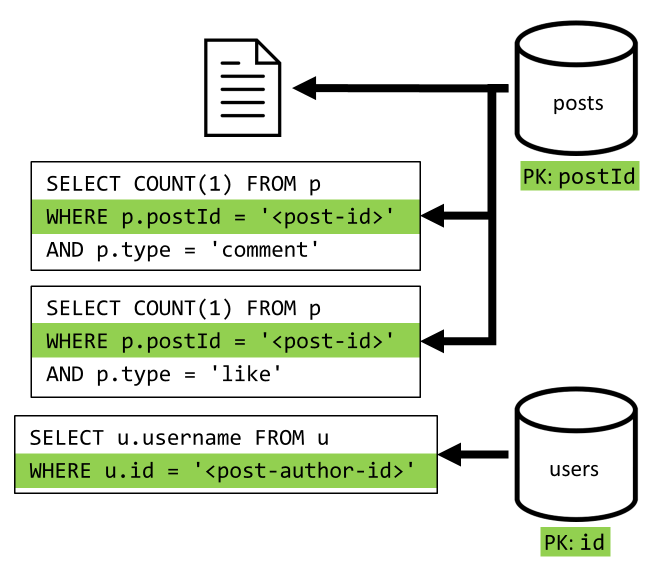 posts
PK: postId
SELECT COUNT(1) FROM p
WHERE p.postId = '<post-id>'
AND p.type = 'comment'
SELECT COUNT(1) FROM p
WHERE p.postId = '<post-id>'
AND p.type = 'like'
SELECT u.username FROM u
WHERE u.id = '<post-author-id>'
users
PK: id